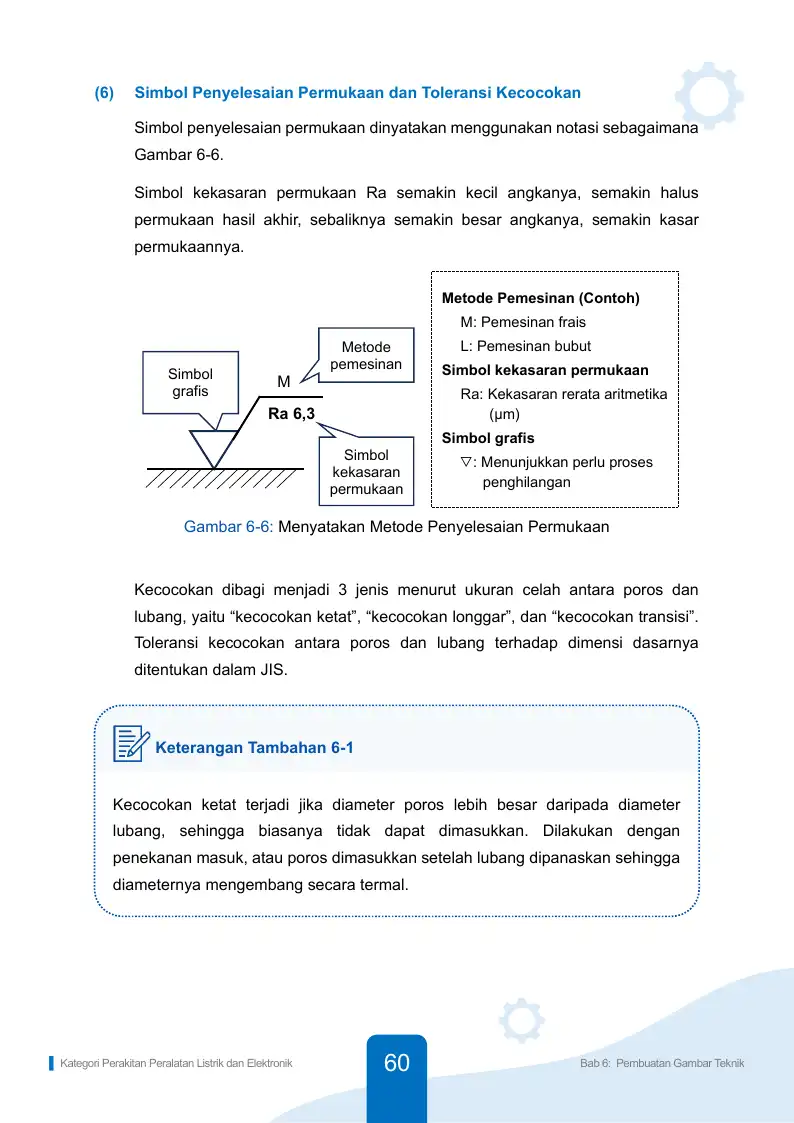 (6) Simbol Penyelesaian Permukaan dan Toleransi Kecocokan
Simbol penyelesaian permukaan dinyatakan menggunakan notasi sebagaimana
Gambar 6-6.
Simbol kekasaran permukaan Ra semakin kecil angkanya, semakin halus
permukaan hasil akhir, sebaliknya semakin besar angkanya, semakin kasar
permukaannya.
Simbol
grafis
M
Ra 6,3
Metode
pemesinan
Simbol
kekasaran
permukaan
Metode Pemesinan (Contoh)
M: Pemesinan frais
L: Pemesinan bubut
Simbol kekasaran permukaan
Ra: Kekasaran rerata aritmetika
(μm)
Simbol grafis
▽: Menunjukkan perlu proses
penghilangan
Gambar 6-6: Menyatakan Metode Penyelesaian Permukaan
Kecocokan dibagi menjadi 3 jenis menurut ukuran celah antara poros dan
lubang, yaitu “kecocokan ketat”, “kecocokan longgar”, dan “kecocokan transisi”.
Toleransi kecocokan antara poros dan lubang terhadap dimensi dasarnya
ditentukan dalam JIS.
Keterangan Tambahan 6-1
Kecocokan ketat terjadi jika diameter poros lebih besar daripada diameter
lubang, sehingga biasanya tidak dapat dimasukkan. Dilakukan dengan
penekanan masuk, atau poros dimasukkan setelah lubang dipanaskan sehingga
diameternya mengembang secara termal.
Kategori Perakitan Peralatan Listrik dan Elektronik
60
Bab 6: Pembuatan Gambar Teknik